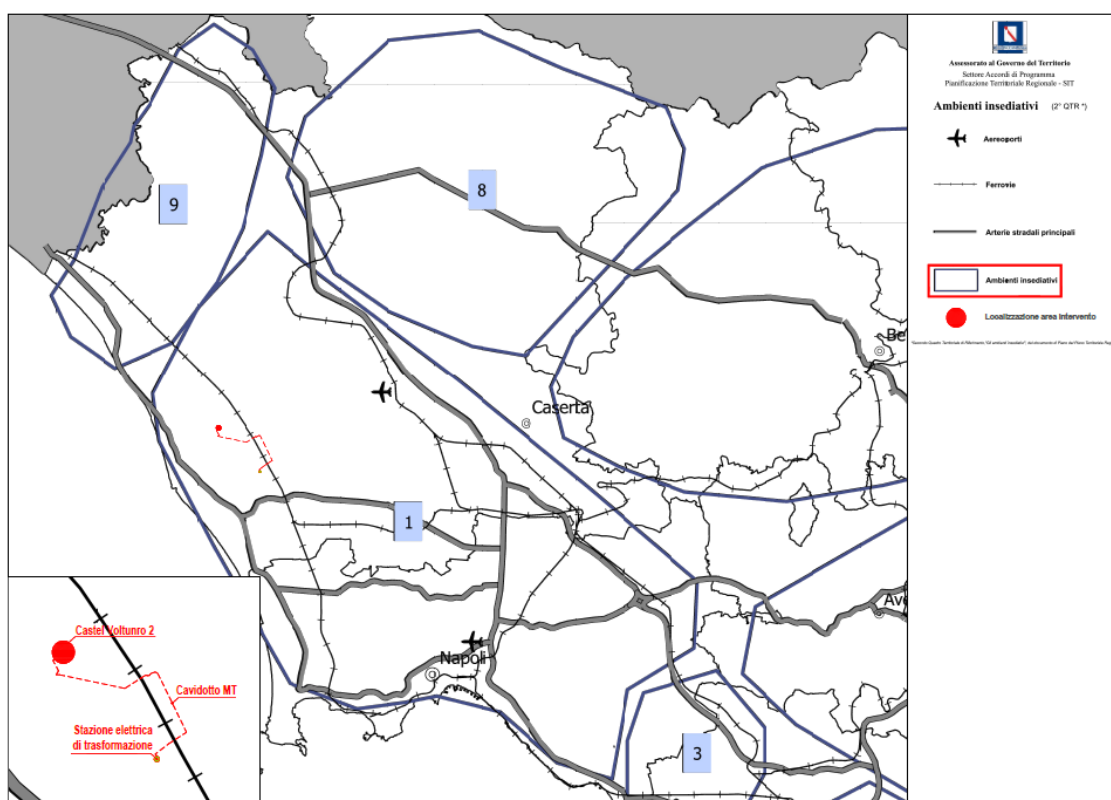 9
8
1
3
Caserta
Napoli
Be
Ave
Castel Voltunro 2
Cavidotto MT
Stazione elettrica
di trasformazione
Assessorato al Governo del Territorio
Settore Accordi di Programma
Pianificazione Territoriale Regionale - SIT
Ambienti insediativi (2° QTR *)
Aereoporti
Ferrovie
Arterie stradali principali
Ambienti insediativi
Localizzazione area intervento